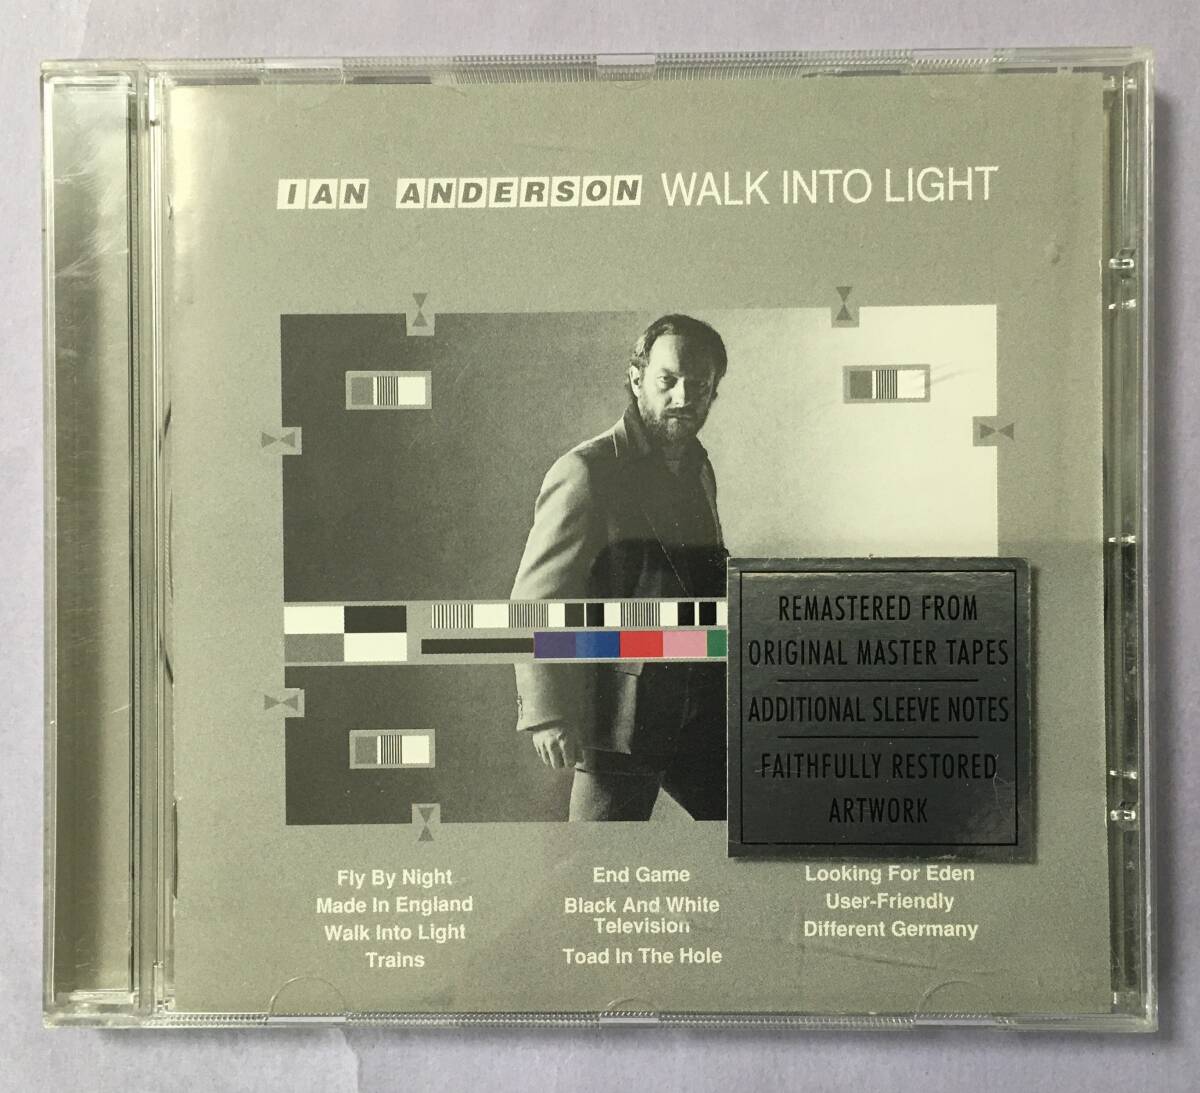 IAN ANDERSON WALK INTO LIGHT
REMASTERED FROM
ORIGINAL MASTER TAPES
ADDITIONAL SLEEVE NOTES
FAITHFULLY RESTORED
ARTWORK
Fly By Night
Made In England
Walk Into Light
Trains
End Game
Black And White
Television
Toad In The Hole
Looking For Eden
User-Friendly
Different Germany